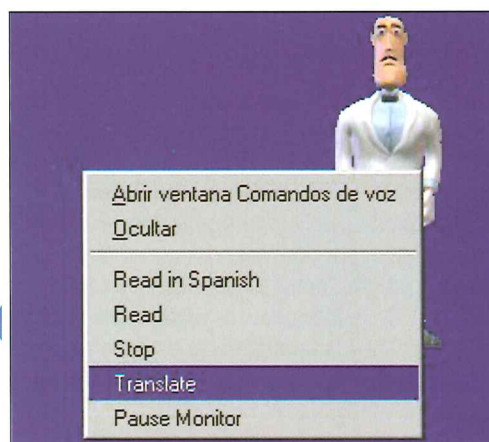 Abrir ventana Comandos de voz
Ocultar
Read in Spanish
Read
Stop
Translate
Pause Monitor